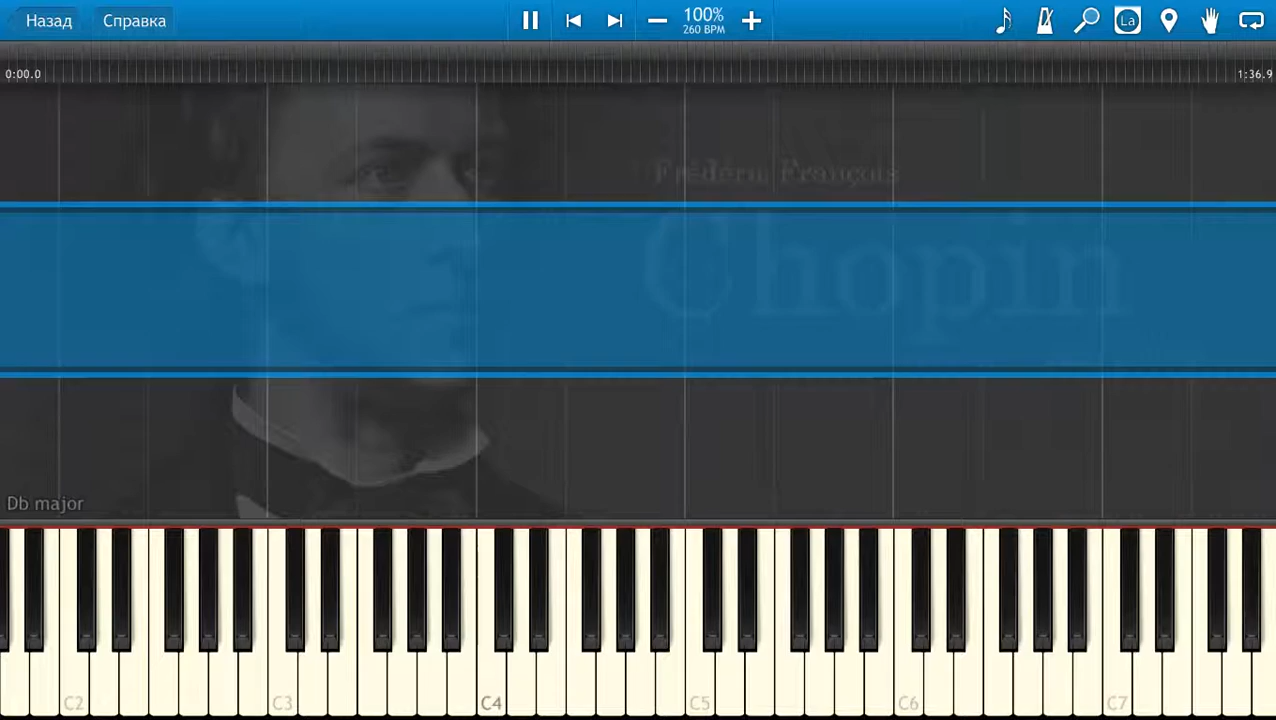 Назад
Справка
100%
260 BPM
La
0:00.0
1:36.9
Frédéric François
Chopin
Db major
C2
C3
C4
C5
C6
C7